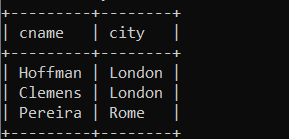 +---------+--------+
| cname   | city   |
+---------+--------+
| Hoffman | London |
| Clemens | London |
| Pereira | Rome   |
+---------+--------+